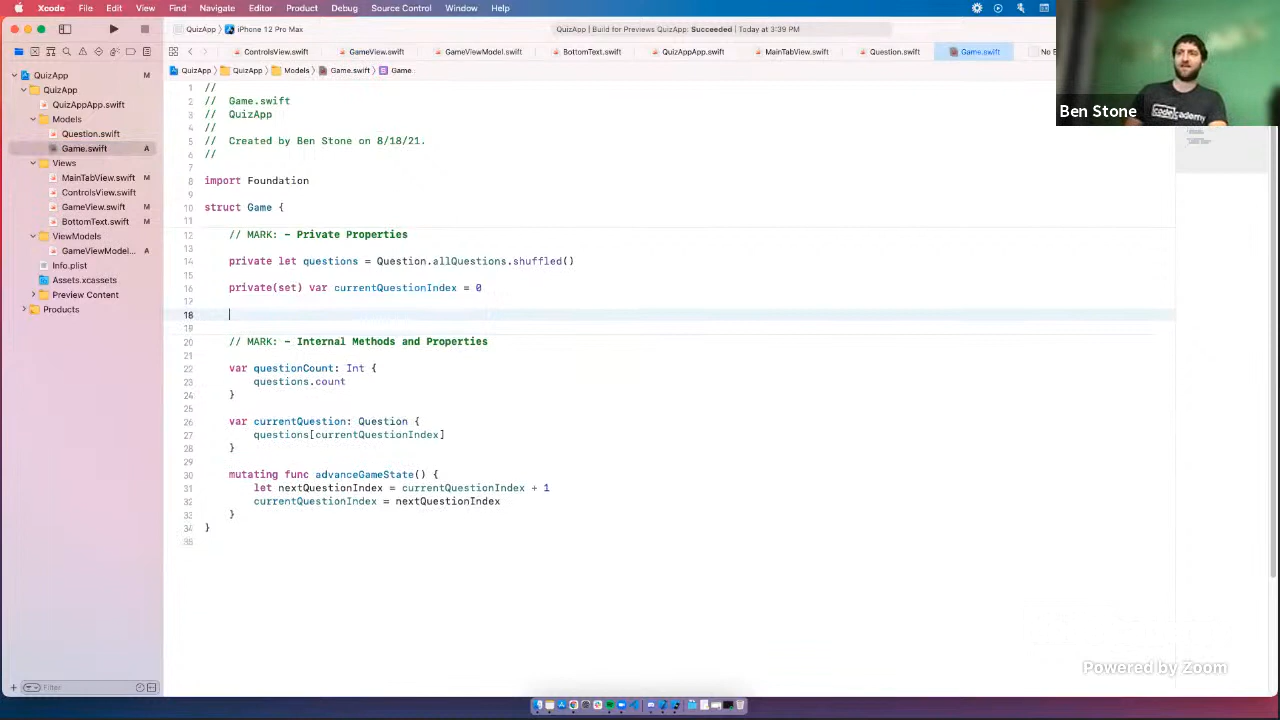 Xcode File Edit View Find Navigate Editor Product Debug Source Control Window Help
QuizApp iPhone 12 Pro Max
QuizApp | Build for Previews QuizApp: Succeeded | Today at 3:39 PM
ControlsView.swift GameView.swift GameViewModel.swift BottomText.swift QuizAppApp.swift MainTabView.swift Question.swift Game.swift
QuizApp QuizApp Models Game.swift Game
QuizApp M
QuizApp
QuizAppApp.swift
Models
Question.swift
Game.swift A
Views
MainTabView.swift M
ControlsView.swift
GameView.swift M
BottomText.swift M
ViewModels
GameViewModel... A
Info.plist
Assets.xcassets
Preview Content
Products
Filter
1 //
2 // Game.swift
3 // QuizApp
4 //
5 // Created by Ben Stone on 8/18/21.
6 //
7
8 import Foundation
9
10 struct Game {
11
12 // MARK: - Private Properties
13
14 private let questions = Question.allQuestions.shuffled()
15
16 private(set) var currentQuestionIndex = 0
17
18
19
20 // MARK: - Internal Methods and Properties
21
22 var questionCount: Int {
23 questions.count
24 }
25
26 var currentQuestion: Question {
27 questions[currentQuestionIndex]
28 }
29
30 mutating func advanceGameState() {
31 let nextQuestionIndex = currentQuestionIndex + 1
32 currentQuestionIndex = nextQuestionIndex
33 }
34 }
35
codecademy
Ben Stone
Powered by Zoom